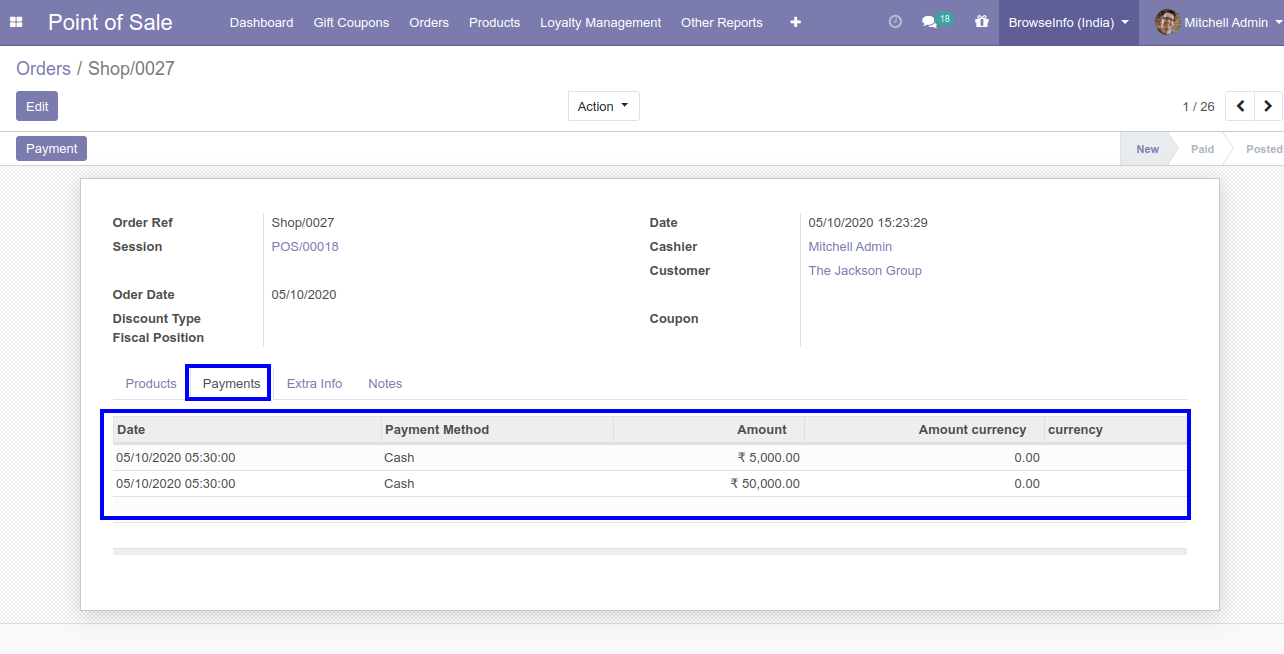 Point of Sale Dashboard Gift Coupons Orders Products Loyalty Management Other Reports + 18 BrowseInfo (India) Mitchell Admin
Orders / Shop/0027
Edit Action 1 / 26
Payment New Paid Posted
Order Ref Shop/0027 Date 05/10/2020 15:23:29
Session POS/00018 Cashier Mitchell Admin
Customer The Jackson Group
Oder Date 05/10/2020
Discount Type Coupon
Fiscal Position
Products Payments Extra Info Notes
Date Payment Method Amount Amount currency currency
05/10/2020 05:30:00 Cash ₹ 5,000.00 0.00
05/10/2020 05:30:00 Cash ₹ 50,000.00 0.00